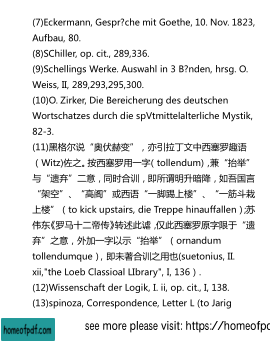 (7)Eckermann, Gespr?che mit Goethe, 10. Nov. 1823,
Aufbau, 80.
(8)SChiller, op. cit., 289,336.
(9)Schellings Werke. Auswahl in 3 B?nden, hrsg. O.
Weiss, II, 289,293,295,300.
(10)O. Zirker, Die Bereicherung des deutschen
Wortschatzes durch die spVtmittelalterliche Mystik,
82-3.
(11)黑格尔说“奥伏赫变”，亦引拉丁文中西塞罗趣语
（Witz)佐之。按西塞罗用一字( tollendum)，兼“抬举”
与“遗弃”二意，同时合训，即所谓明升暗降，如吾国言
“架空”、“高阁”或西语“一脚踢上楼”、“一筋斗栽
上楼”（to kick upstairs, die Treppe hinauffallen）;苏
伟东《罗马十二帝传》转述此谑，仅此西塞罗原字限于“遗
弃”之意，外加一字以示“抬举”（ornandum
tollendumque )，即未著合训之用也(suetonius, II.
xii,"the Loeb Classioal LIbrary", I, 136 ) .
(12)Wissenschaft der Logik, I. ii, op. cit., I, 138.
(13)spinoza, Correspondence, Letter L (to Jarig
homeofpdf.com see more please visit: https://homeofpd